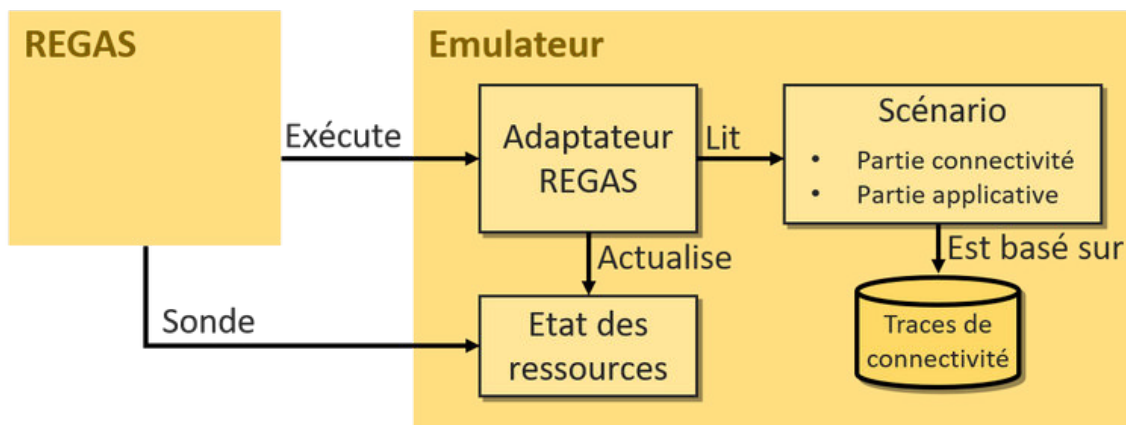 REGAS
Emulateur
Exécute
Adaptateur
REGAS
Lit
Scénario
• Partie connectivité
• Partie applicative
Actualise
Est basé sur
Sonde
Etat des
ressources
Traces de
connectivité